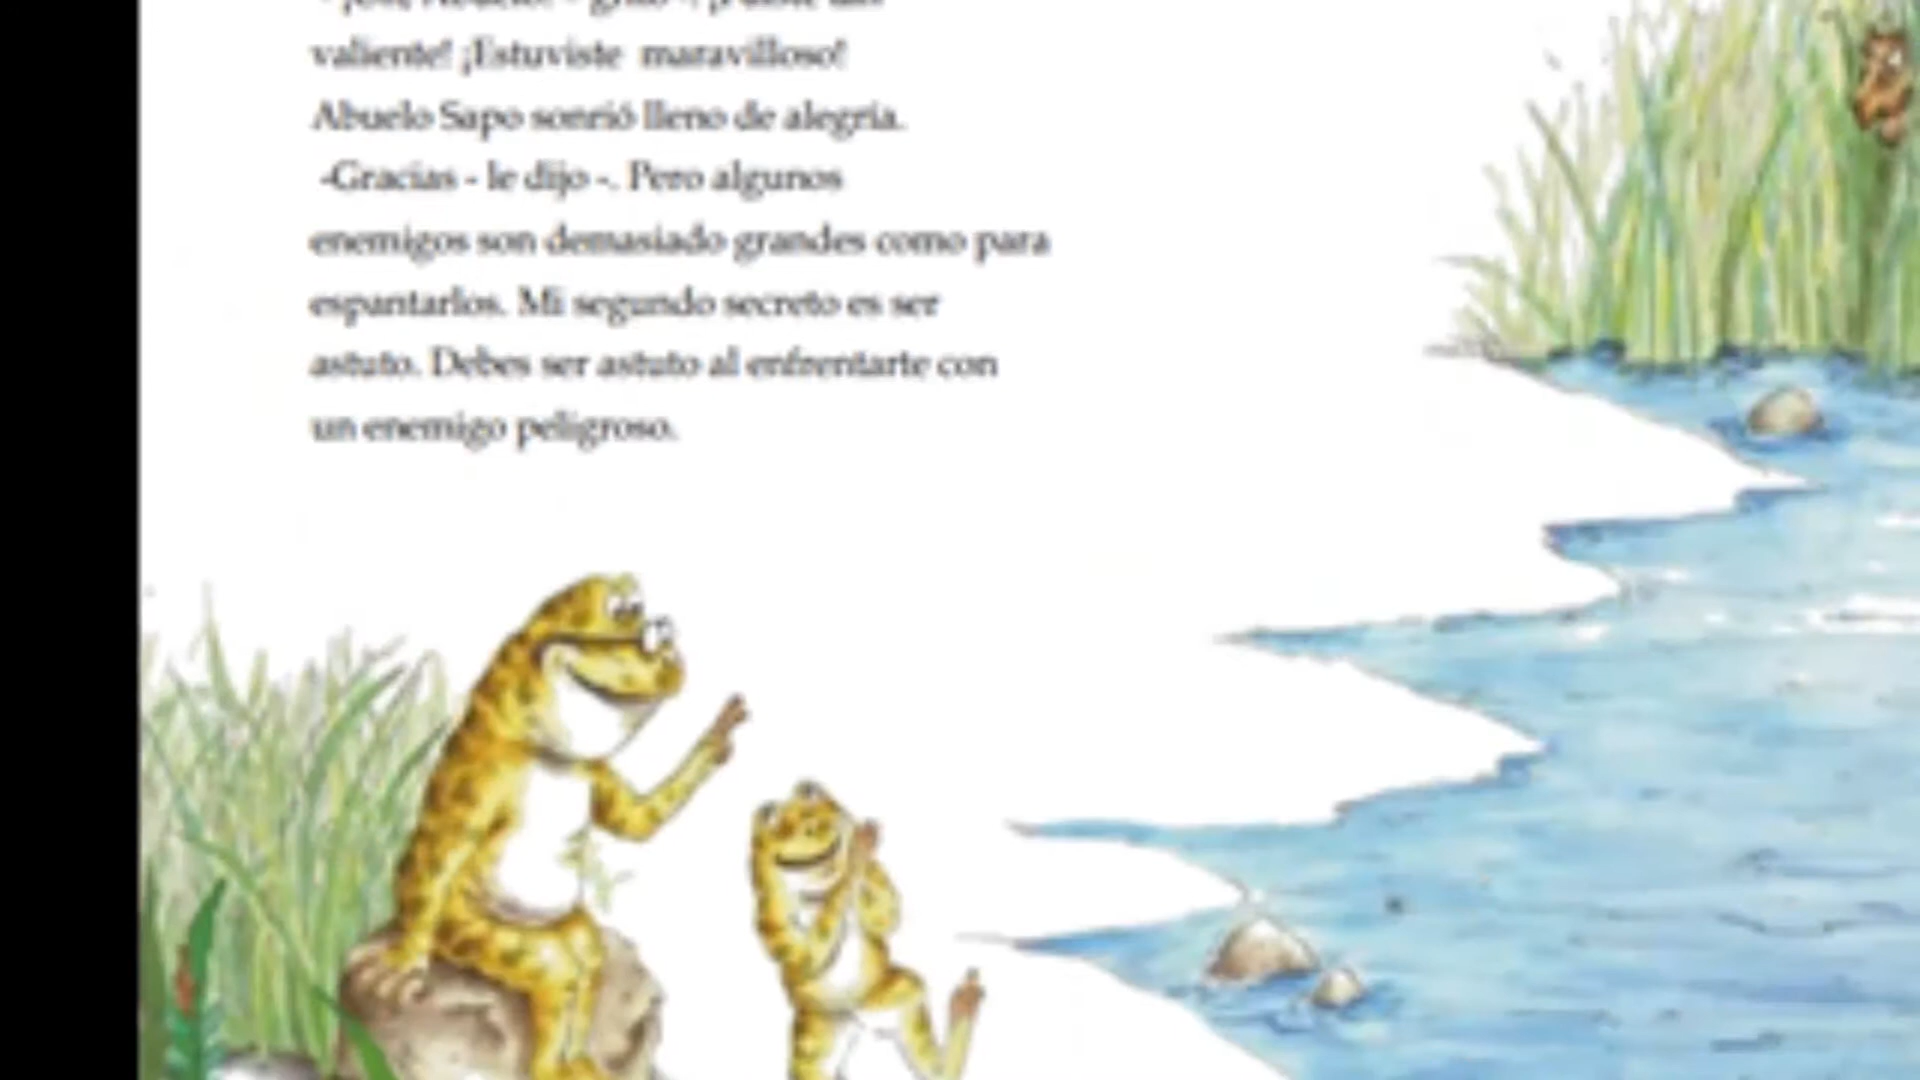 valiente! ¡Estuviste maravilloso!
Abuelo Sapo sonrió lleno de alegría.
-Gracias - le dijo -. Pero algunos
enemigos son demasiado grandes como para
espantarlos. Mi segundo secreto es ser
astuto. Debes ser astuto al enfrentarte con
un enemigo peligroso.